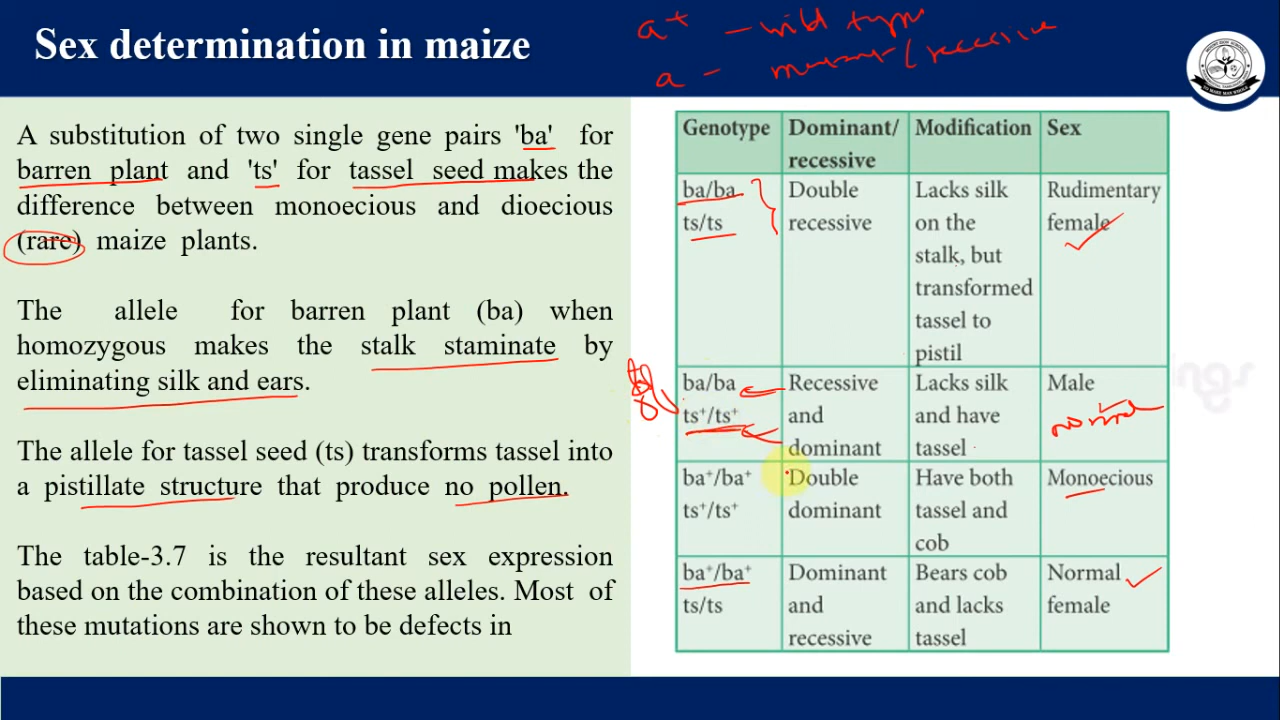 Sex determination in maize
a+ - wild type
a - mutant / recessive
A substitution of two single gene pairs 'ba' for
barren plant and 'ts' for tassel seed makes the
difference between monoecious and dioecious
(rare) maize plants.
The allele for barren plant (ba) when
homozygous makes the stalk staminate by
eliminating silk and ears.
The allele for tassel seed (ts) transforms tassel into
a pistillate structure that produce no pollen.
The table-3.7 is the resultant sex expression
based on the combination of these alleles. Most of
these mutations are shown to be defects in
Genotype Dominant/ Modification Sex
recessive
ba/ba Double Lacks silk Rudimentary
ts/ts recessive on the female
stalk, but
transformed
tassel to
pistil
ba/ba Recessive Lacks silk Male
ts⁺/ts⁺ and and have normal
dominant tassel
ba⁺/ba⁺ Double Have both Monoecious
ts⁺/ts⁺ dominant tassel and
cob
ba⁺/ba⁺ Dominant Bears cob Normal
ts/ts and and lacks female
recessive tassel